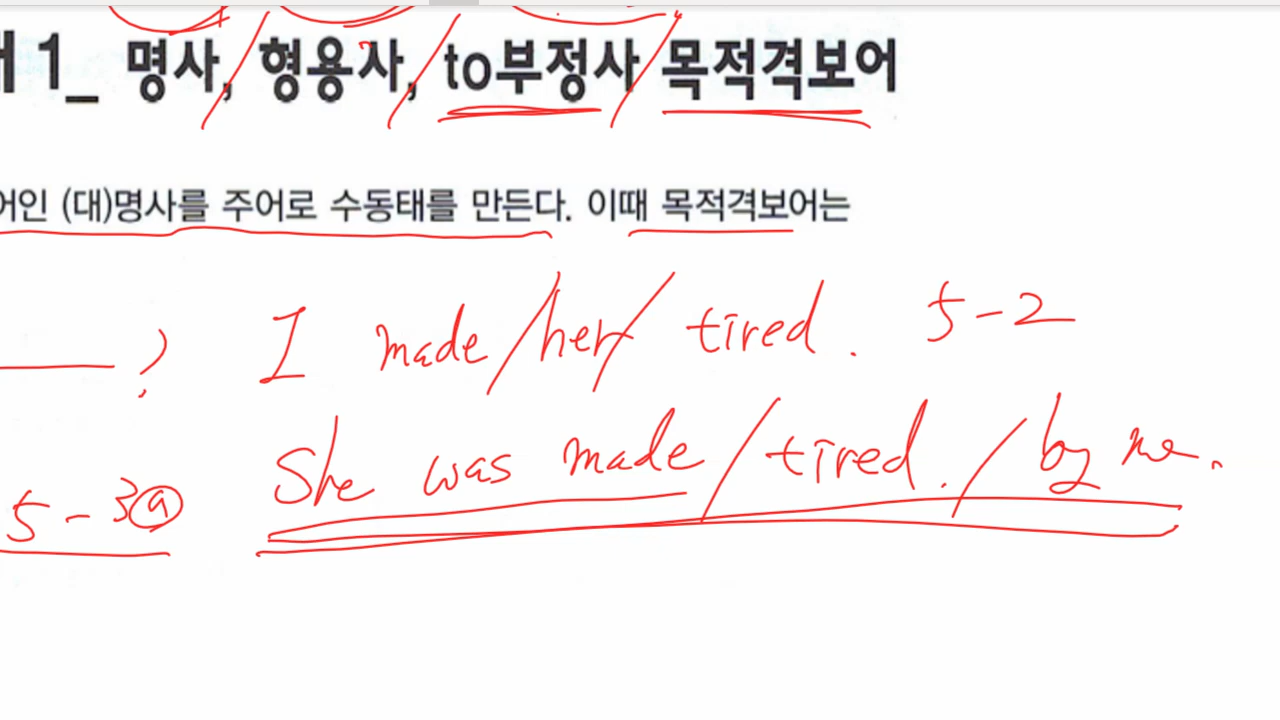 1_ 명사, 형용사, to부정사 목적격보어
어인 (대)명사를 주어로 수동태를 만든다. 이때 목적격보어는
? I made/her/ tired. 5-2
5-3ⓐ She was made/tired./by me.